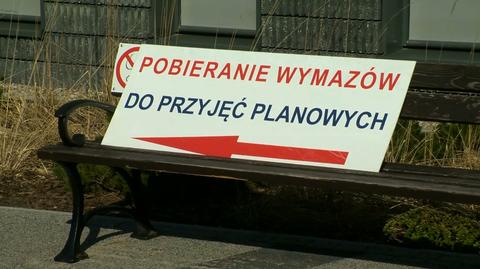 POBIERANIE WYMAZÓW
DO PRZYJĘĆ PLANOWYCH